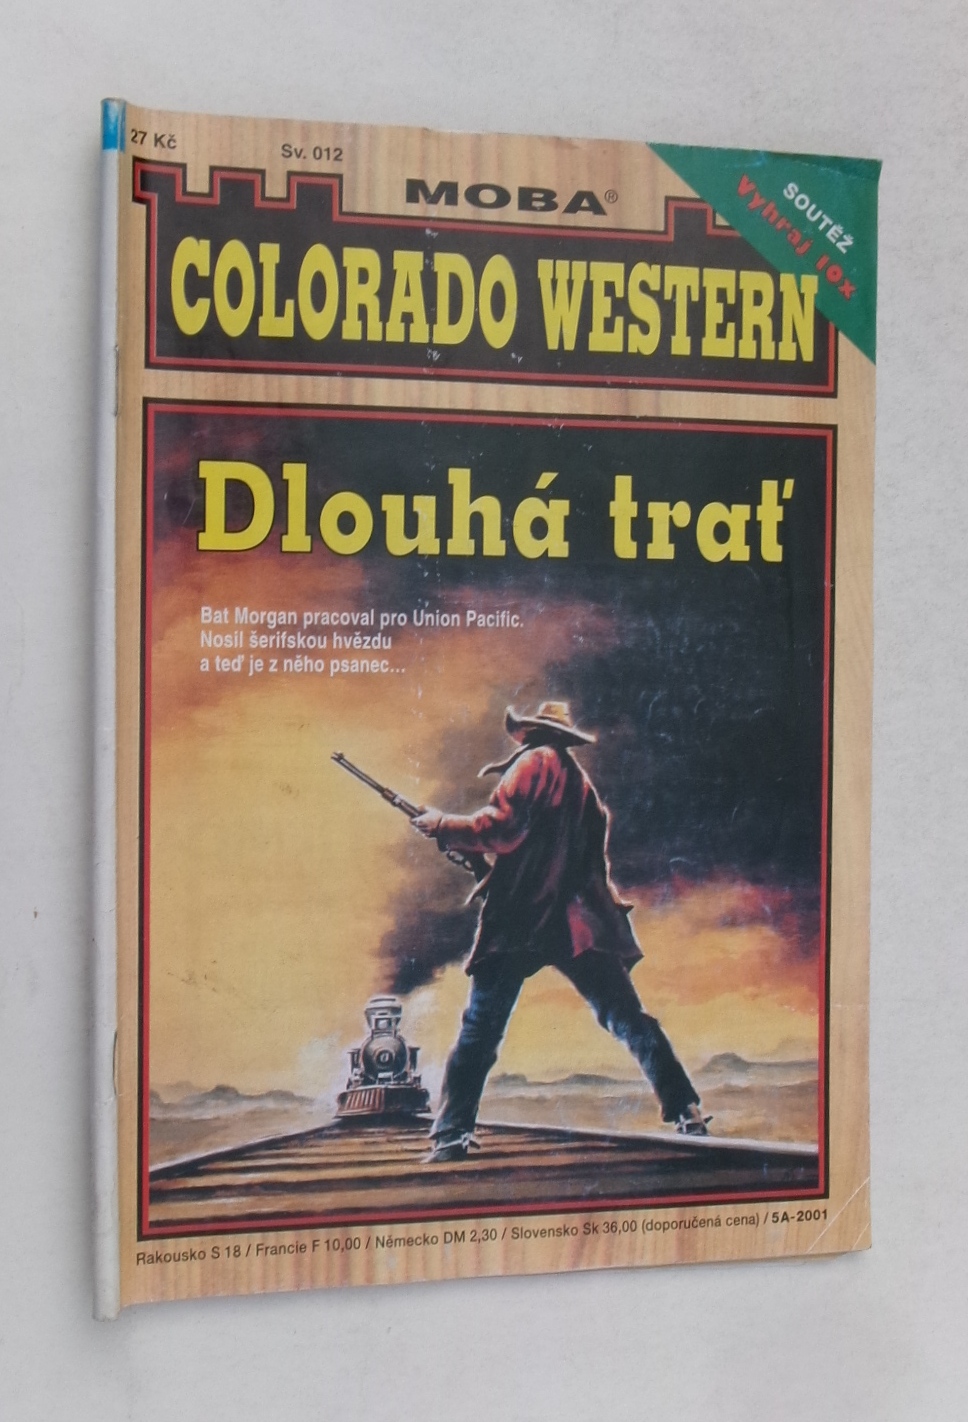 27 Kč
Sv. 012
MOBA®
SOUTĚŽ
Vyhraj 10x
COLORADO WESTERN
Dlouhá trať
Bat Morgan pracoval pro Union Pacific.
Nosil šerifskou hvězdu
a teď je z něho psanec...
Rakousko S 18 / Francie F 10,00 / Německo DM 2,30 / Slovensko Sk 36,00 (doporučená cena) / 5A-2001